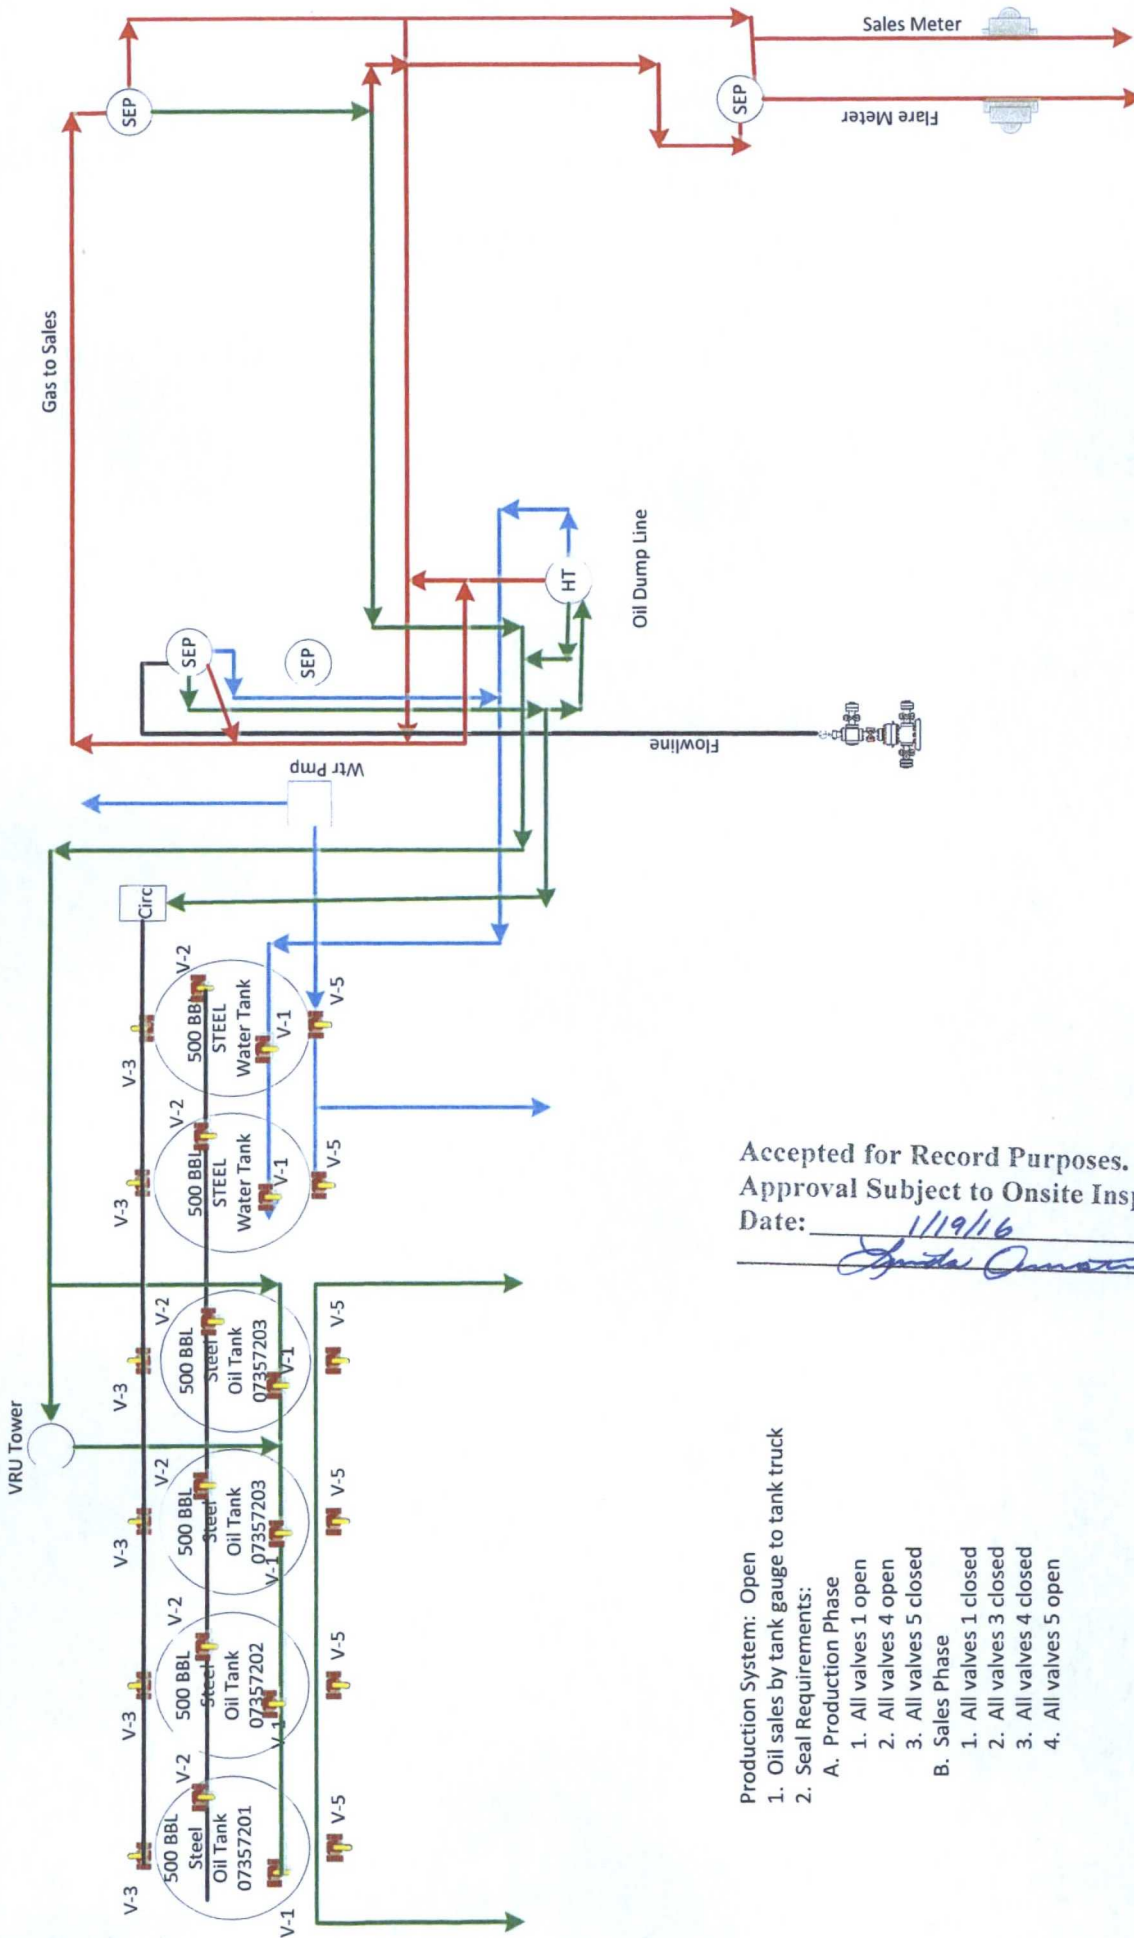 Gas to Sales
SEP
Sales Meter
Flare Meter
SEP
SEP
SEP
HT
Oil Dump Line
Wtr Pmp
Flowline
VRU Tower
Circ
V-3
V-3
V-3
V-3
V-3
V-3
V-2
V-2
V-2
V-2
V-2
V-2
500 BBL
Steel
Oil Tank
07357201
500 BBL
Steel
Oil Tank
07357202
500 BBL
Steel
Oil Tank
07357203
500 BBL
Steel
Oil Tank
07357203
500 BBL
STEEL
Water Tank
500 BBL
STEEL
Water Tank
V-1
V-1
V-1
V-1
V-1
V-1
V-5
V-5
V-5
V-5
V-5
V-5
Production System: Open
1. Oil sales by tank gauge to tank truck
2. Seal Requirements:
A. Production Phase
1. All valves 1 open
2. All valves 4 open
3. All valves 5 closed
B. Sales Phase
1. All valves 1 closed
2. All valves 3 closed
3. All valves 4 closed
4. All valves 5 open
Accepted for Record Purposes.
Approval Subject to Onsite Insp
Date: 1/19/16